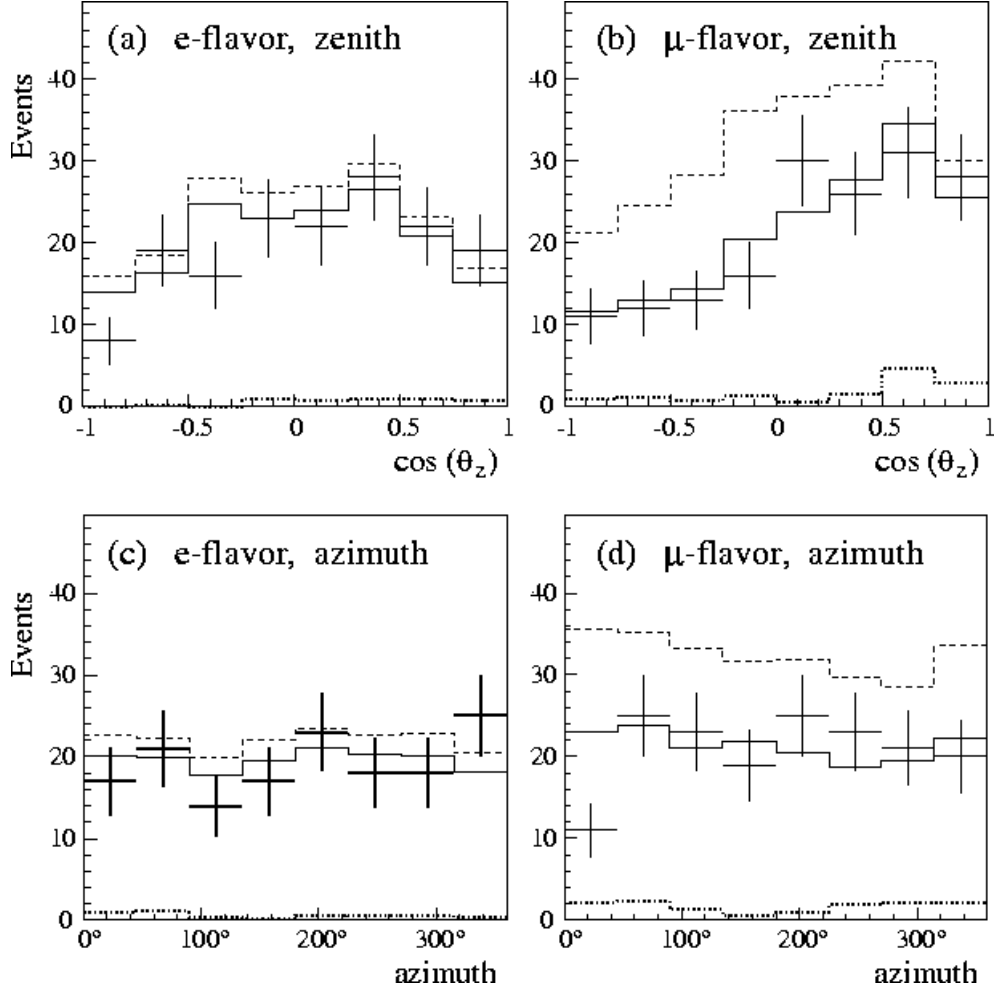 (a) e-flavor, zenith
Events
40
30
20
10
0
-1 -0.5 0 0.5 1
cos (θz)
(b) μ-flavor, zenith
40
30
20
10
0
-1 -0.5 0 0.5 1
cos (θz)
(c) e-flavor, azimuth
Events
40
30
20
10
0
0° 100° 200° 300°
azimuth
(d) μ-flavor, azimuth
40
30
20
10
0
0° 100° 200° 300°
azimuth